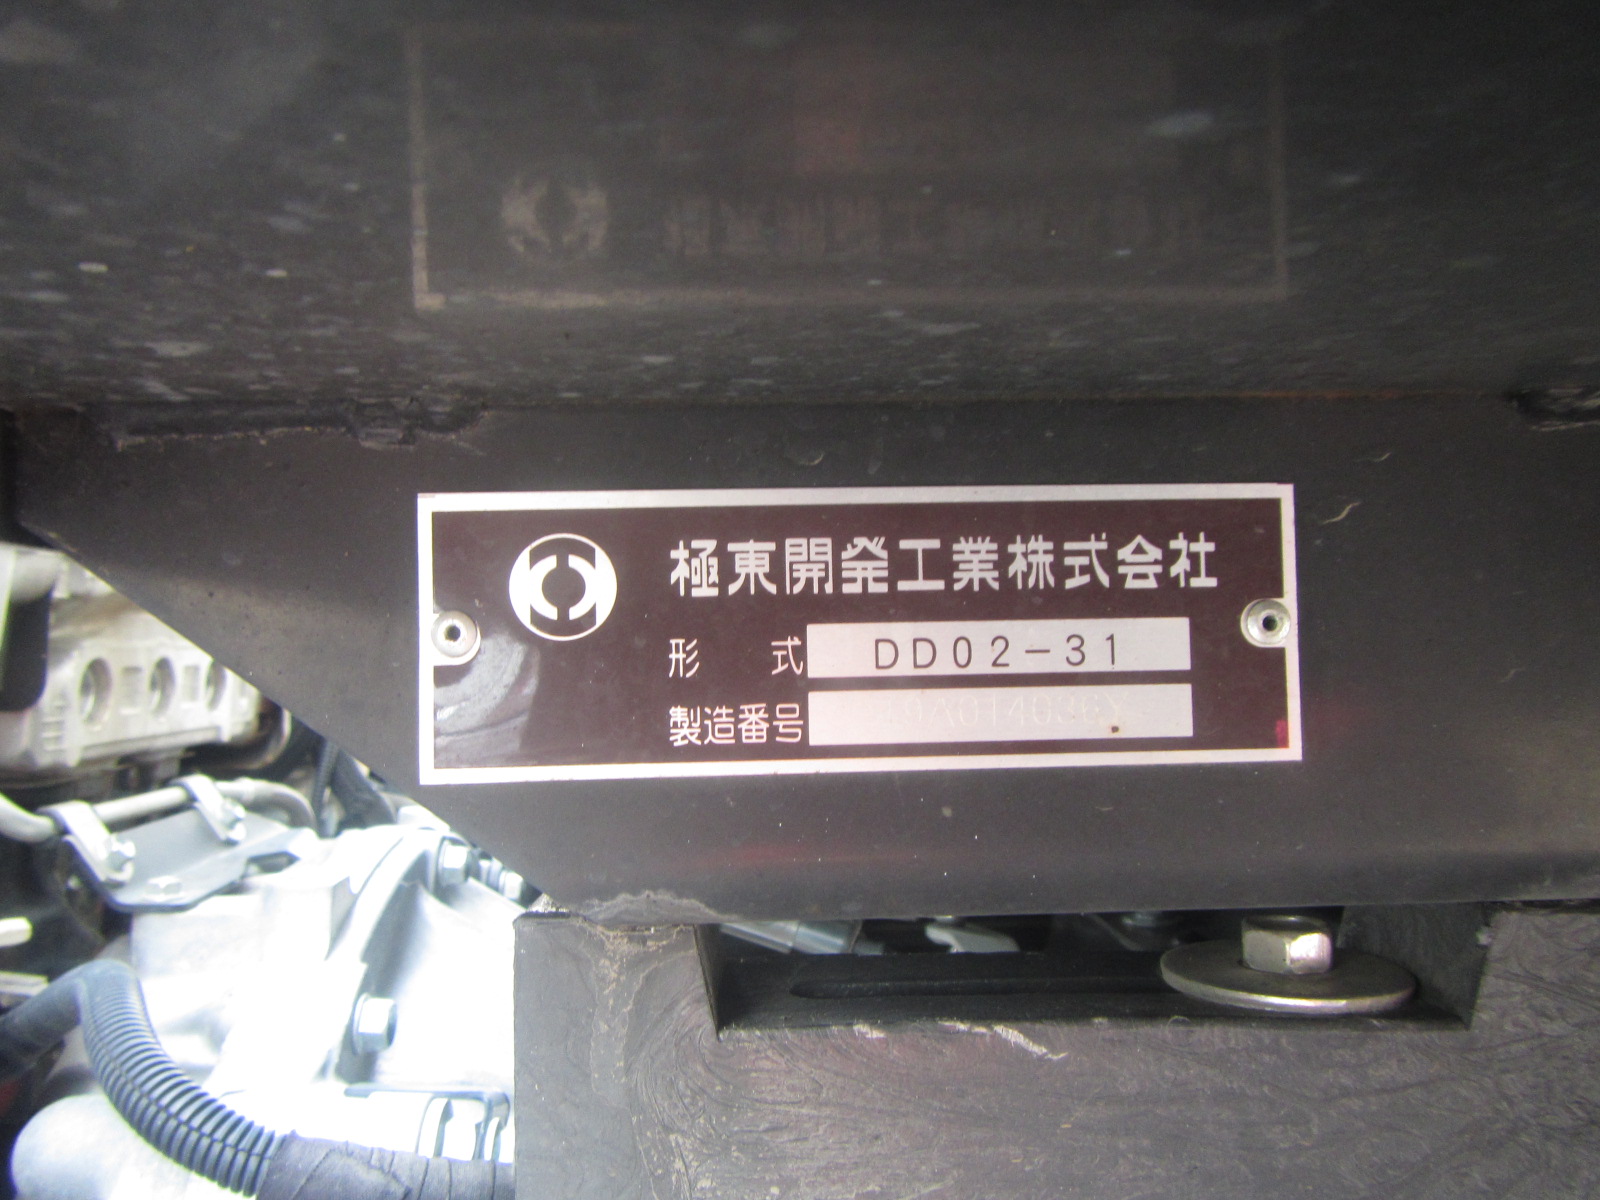 極東開発工業株式会社
形 式 DD02-31
製造番号